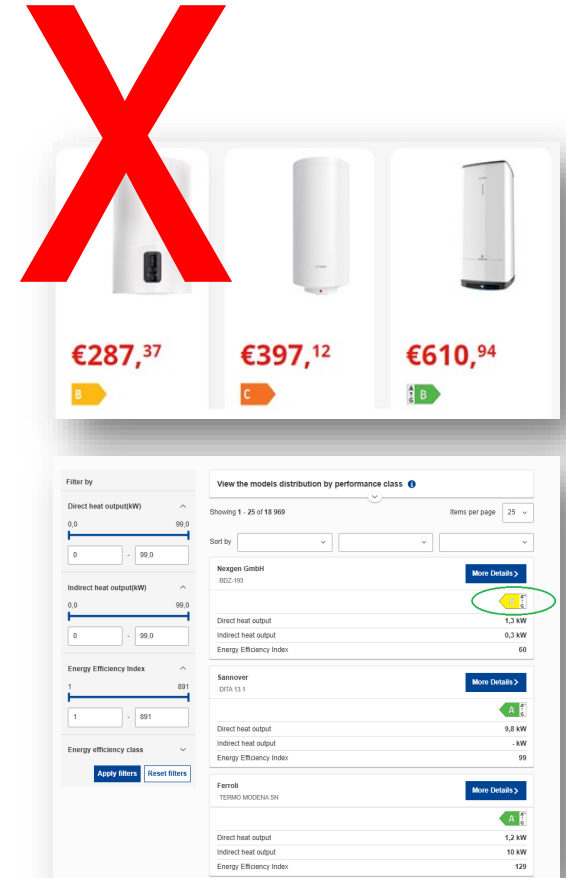 X
€287,37
€397,12
€610,94
B
C
A
↑
G
B
Filter by
Direct heat output(kW)
0,0 99,0
0 - 99,0
Indirect heat output(kW)
0,0 99,0
0 - 99,0
Energy Efficiency Index
1 891
1 - 891
Energy efficiency class
Apply filters Reset filters
View the models distribution by performance class
Showing 1 - 25 of 18 969 Items per page 25
Sort by
Nexgen GmbH More Details
BDZ-193
Direct heat output 1,3 kW
Indirect heat output 0,3 kW
Energy Efficiency Index 60
Sannover More Details
DITA 13.1
A
Direct heat output 9,8 kW
Indirect heat output - kW
Energy Efficiency Index 99
Ferroli More Details
TERMO MODENA SN
A
Direct heat output 1,2 kW
Indirect heat output 10 kW
Energy Efficiency Index 129